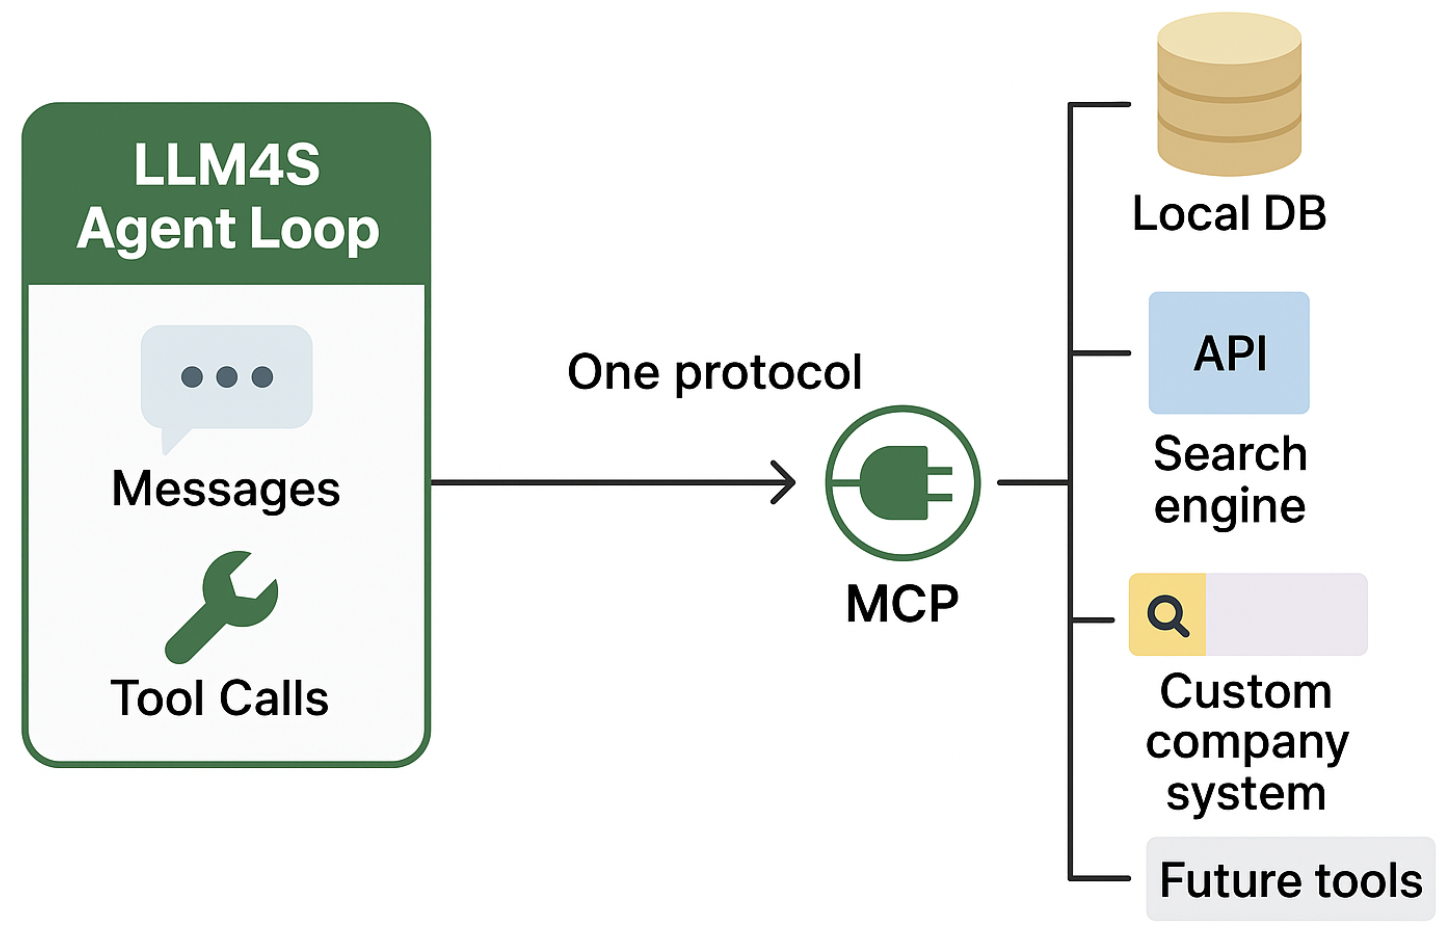 LLM4S
Agent Loop
Messages
Tool Calls
One protocol
MCP
Local DB
API
Search
engine
Custom
company
system
Future tools